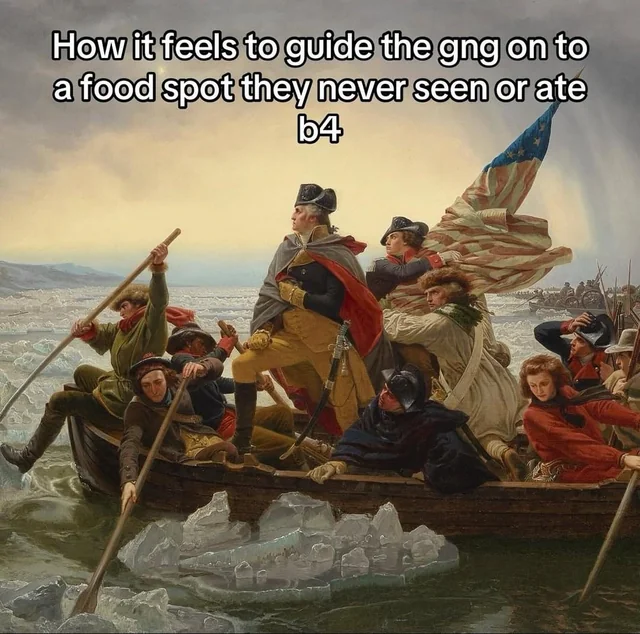 How it feels to guide the gng on to
a food spot they never seen or ate
b4